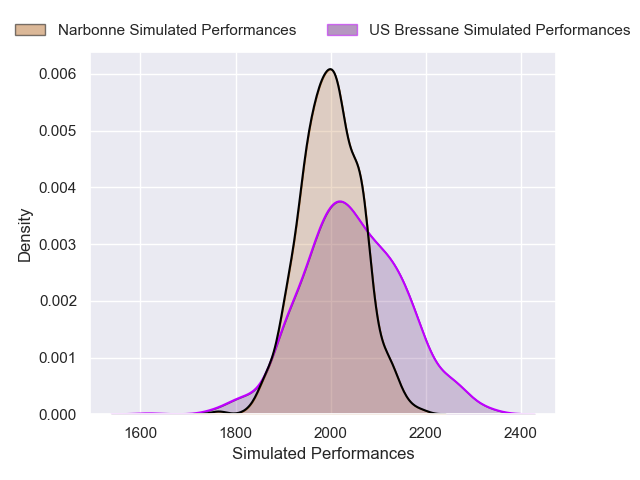 Narbonne Simulated Performances US Bressane Simulated Performances
0.006
0.005
0.004
0.003
0.002
0.001
0.000
Density
1600 1800 2000 2200 2400
Simulated Performances